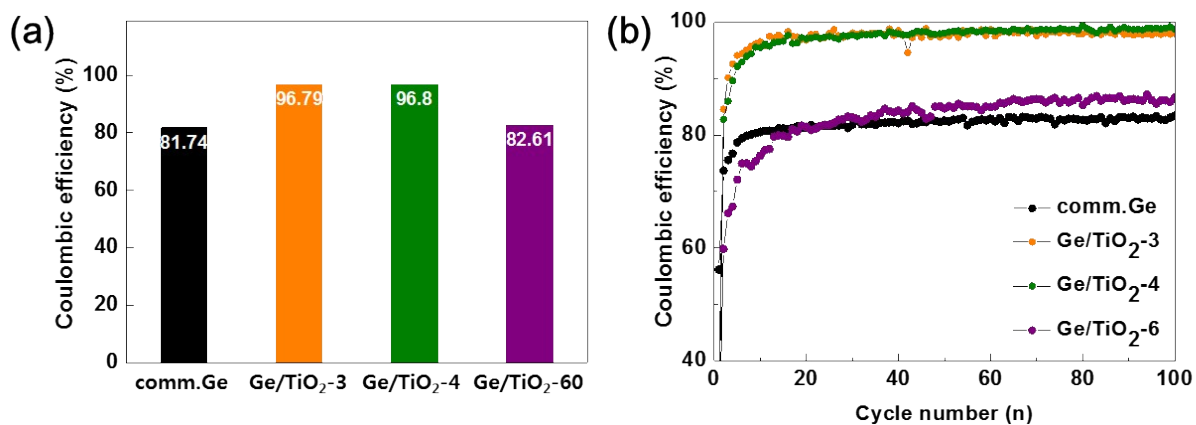 (a)
Coulombic efficiency (%)
100
80
60
40
20
0
81.74
96.79
96.8
82.61
comm.Ge
Ge/TiO₂-3
Ge/TiO₂-4
Ge/TiO₂-60
(b)
Coulombic efficiency (%)
100
80
60
40
comm.Ge
Ge/TiO₂-3
Ge/TiO₂-4
Ge/TiO₂-6
0
20
40
60
80
100
Cycle number (n)